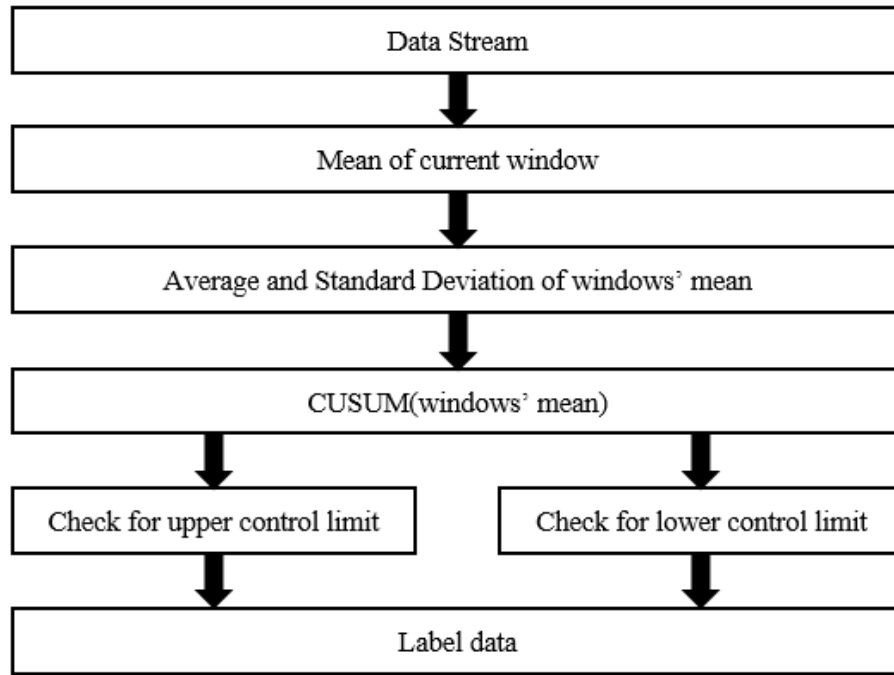 Data Stream
Mean of current window
Average and Standard Deviation of windows’ mean
CUSUM(windows’ mean)
Check for upper control limit
Check for lower control limit
Label data